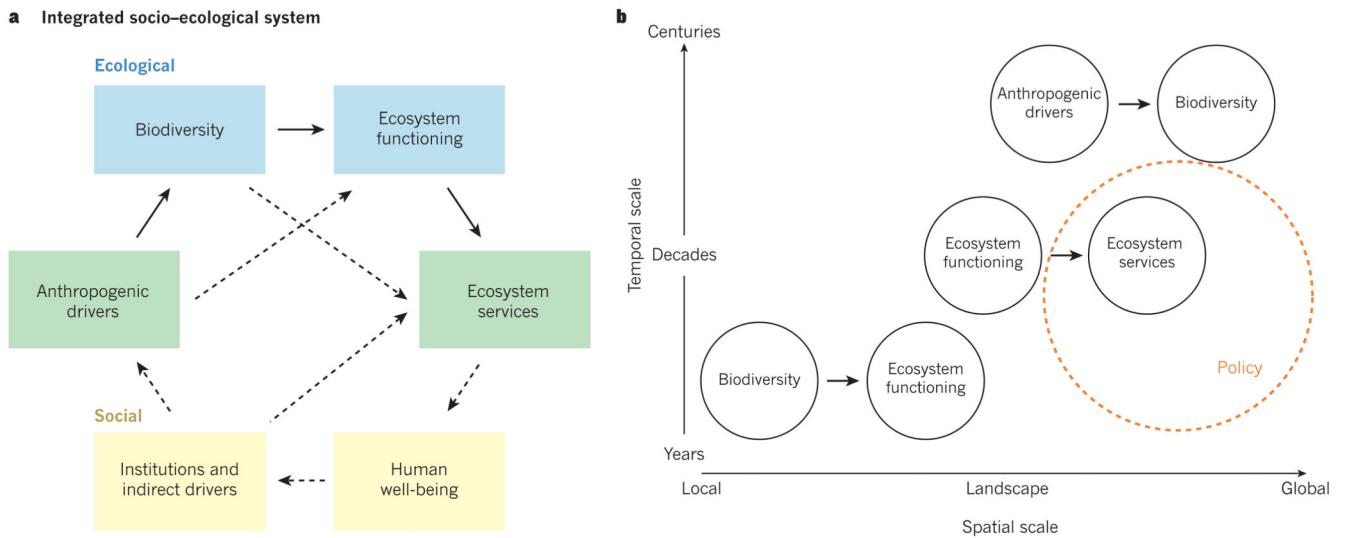 a Integrated socio–ecological system
Ecological
Biodiversity
Ecosystem
functioning
Anthropogenic
drivers
Ecosystem
services
Social
Institutions and
indirect drivers
Human
well-being
b
Centuries
Temporal scale
Decades
Years
Anthropogenic
drivers
Biodiversity
Ecosystem
functioning
Ecosystem
services
Biodiversity
Ecosystem
functioning
Policy
Local
Landscape
Global
Spatial scale